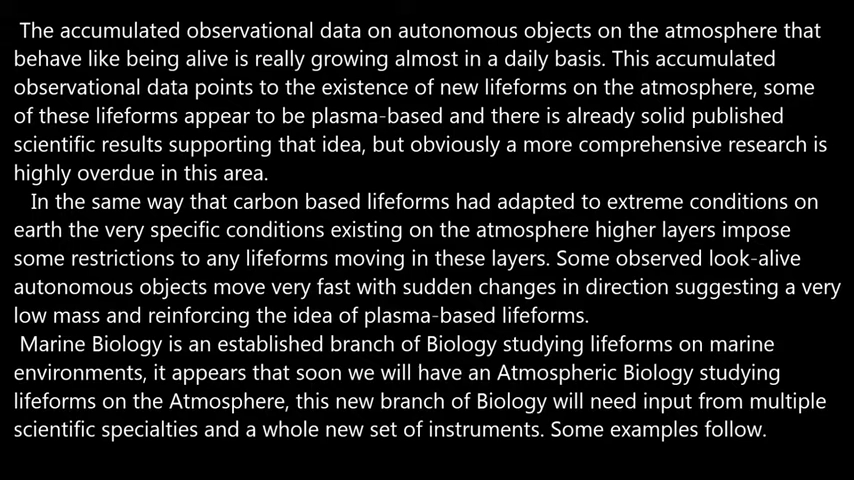 The accumulated observational data on autonomous objects on the atmosphere that
behave like being alive is really growing almost in a daily basis. This accumulated
observational data points to the existence of new lifeforms on the atmosphere, some
of these lifeforms appear to be plasma-based and there is already solid published
scientific results supporting that idea, but obviously a more comprehensive research is
highly overdue in this area.
In the same way that carbon based lifeforms had adapted to extreme conditions on
earth the very specific conditions existing on the atmosphere higher layers impose
some restrictions to any lifeforms moving in these layers. Some observed look-alive
autonomous objects move very fast with sudden changes in direction suggesting a very
low mass and reinforcing the idea of plasma-based lifeforms.
Marine Biology is an established branch of Biology studying lifeforms on marine
environments, it appears that soon we will have an Atmospheric Biology studying
lifeforms on the Atmosphere, this new branch of Biology will need input from multiple
scientific specialties and a whole new set of instruments. Some examples follow.